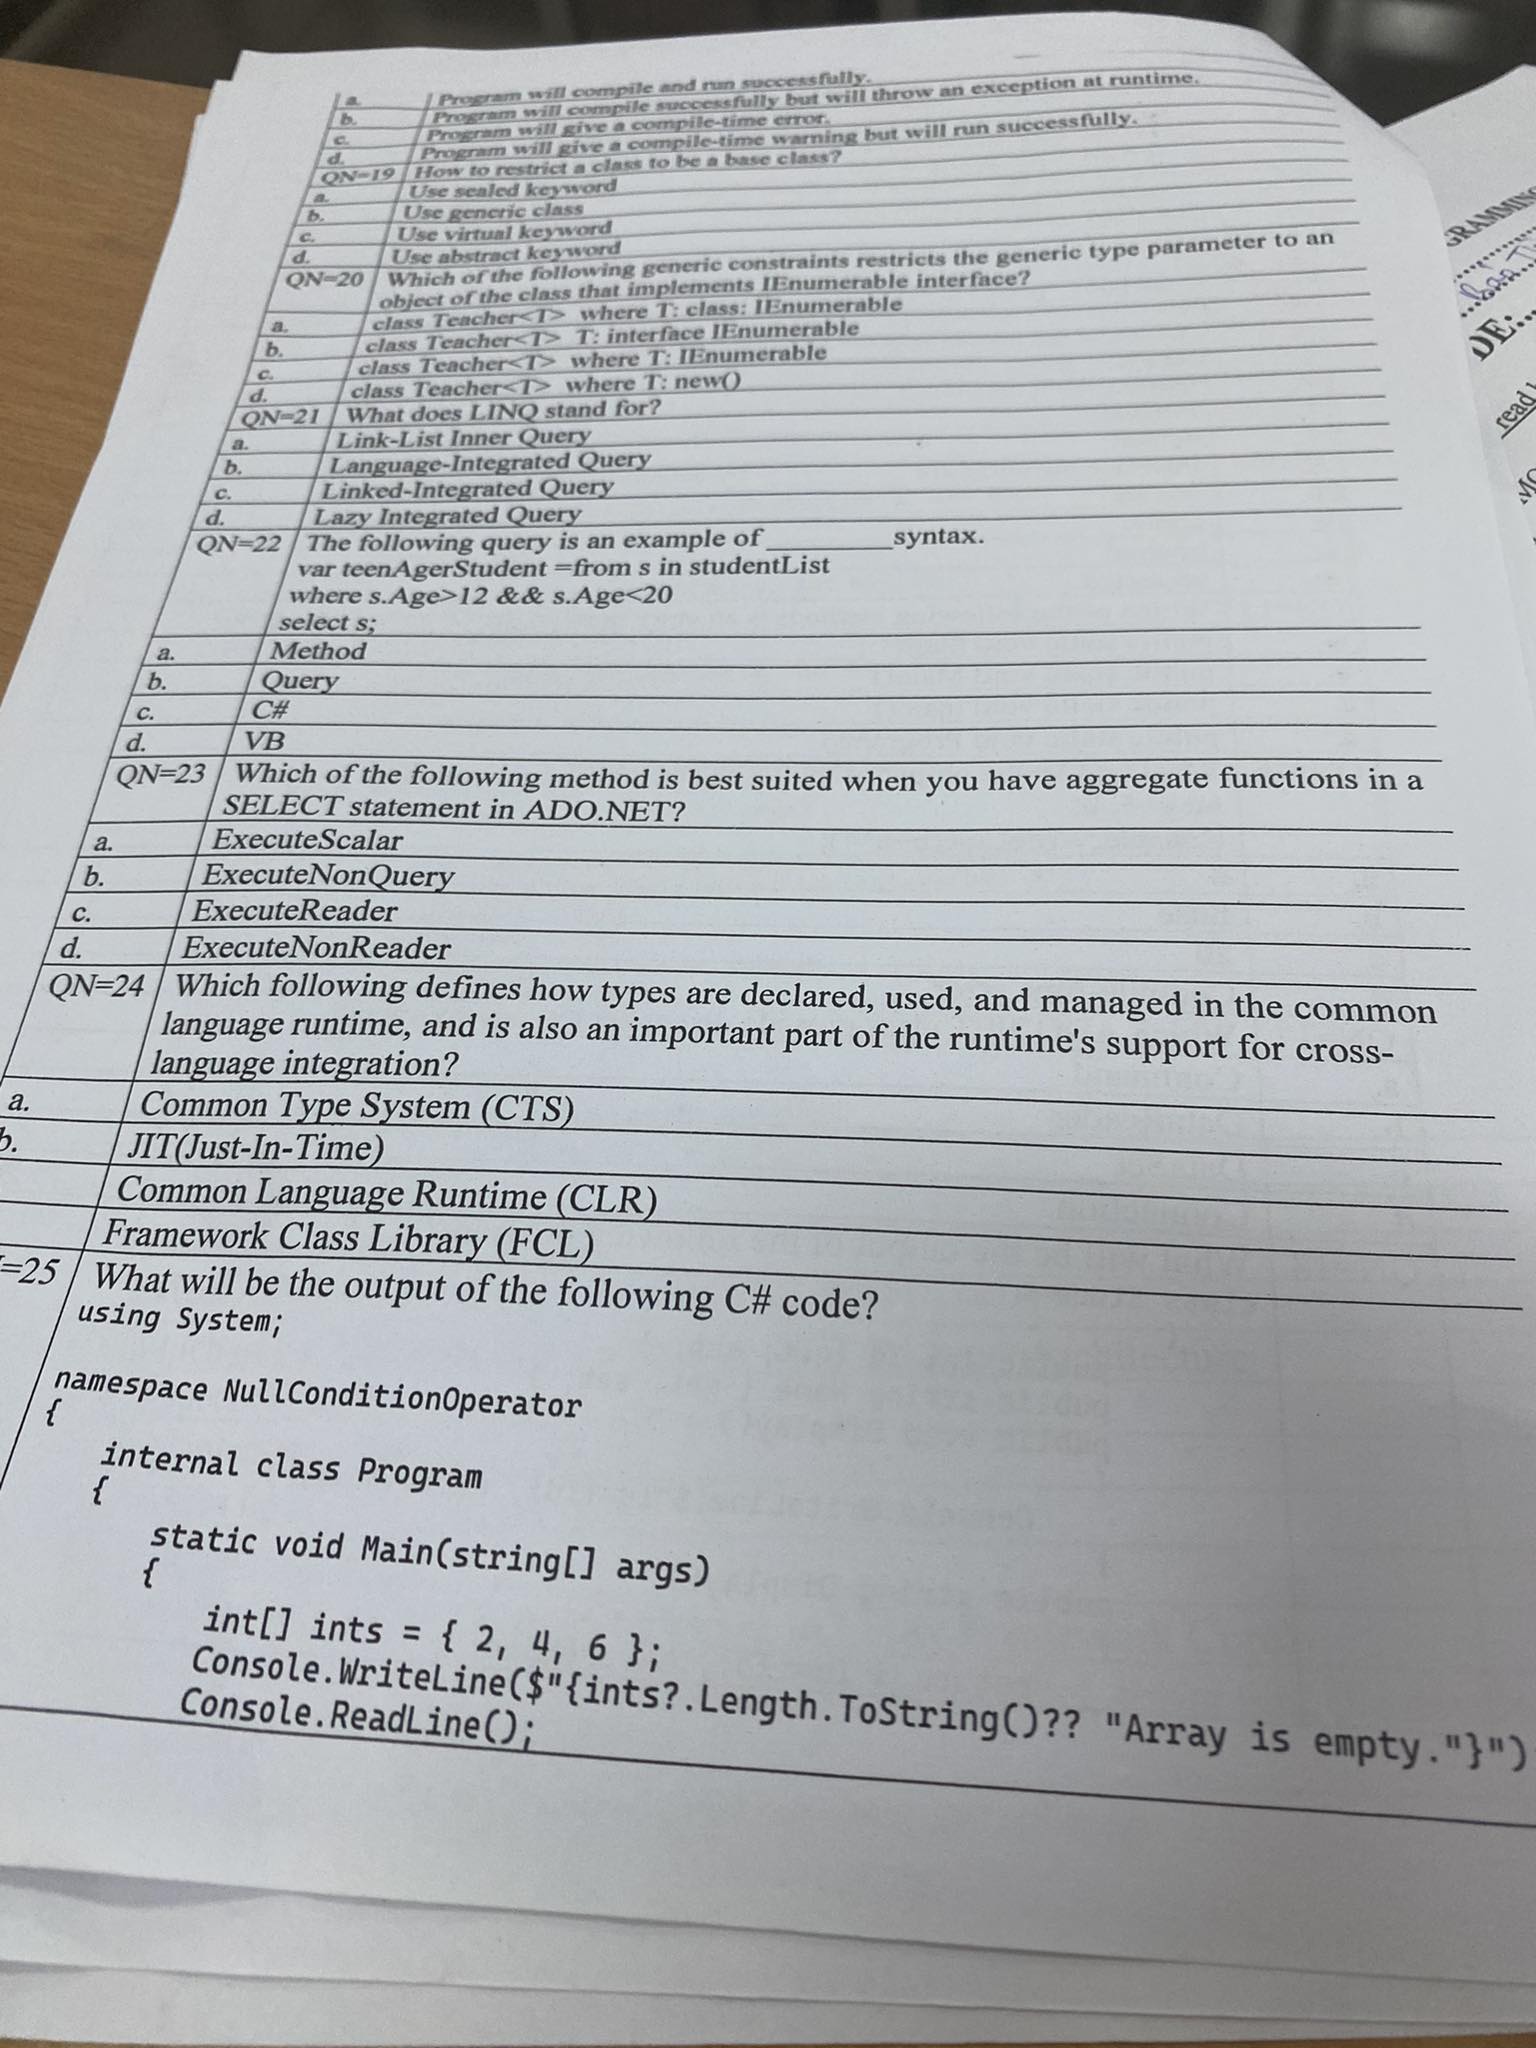 a. Program will compile and run successfully.
b. Program will compile successfully but will throw an exception at runtime.
c. Program will give a compile-time error.
d. Program will give a compile-time warning but will run successfully.
QN=19 How to restrict a class to be a base class?
a. Use sealed keyword
b. Use generic class
c. Use virtual keyword
d. Use abstract keyword
QN=20 Which of the following generic constraints restricts the generic type parameter to an
object of the class that implements IEnumerable interface?
a. class Teacher<T> where T: class: IEnumerable
b. class Teacher<T> T: interface IEnumerable
c. class Teacher<T> where T: IEnumerable
d. class Teacher<T> where T: new()
QN=21 What does LINQ stand for?
a. Link-List Inner Query
b. Language-Integrated Query
c. Linked-Integrated Query
d. Lazy Integrated Query
QN=22 The following query is an example of _________syntax.
var teenAgerStudent =from s in studentList
where s.Age>12 && s.Age<20
select s;
a. Method
b. Query
c. C#
d. VB
QN=23 Which of the following method is best suited when you have aggregate functions in a
SELECT statement in ADO.NET?
a. ExecuteScalar
b. ExecuteNonQuery
c. ExecuteReader
d. ExecuteNonReader
QN=24 Which following defines how types are declared, used, and managed in the common
language runtime, and is also an important part of the runtime's support for cross-
language integration?
a. Common Type System (CTS)
b. JIT(Just-In-Time)
Common Language Runtime (CLR)
Framework Class Library (FCL)
=25 What will be the output of the following C# code?
using System;
namespace NullConditionOperator
{
internal class Program
{
static void Main(string[] args)
{
int[] ints = { 2, 4, 6 };
Console.WriteLine($"{ints?.Length.ToString()?? "Array is empty."}")
Console.ReadLine();
GRAMMING
DE:...
read